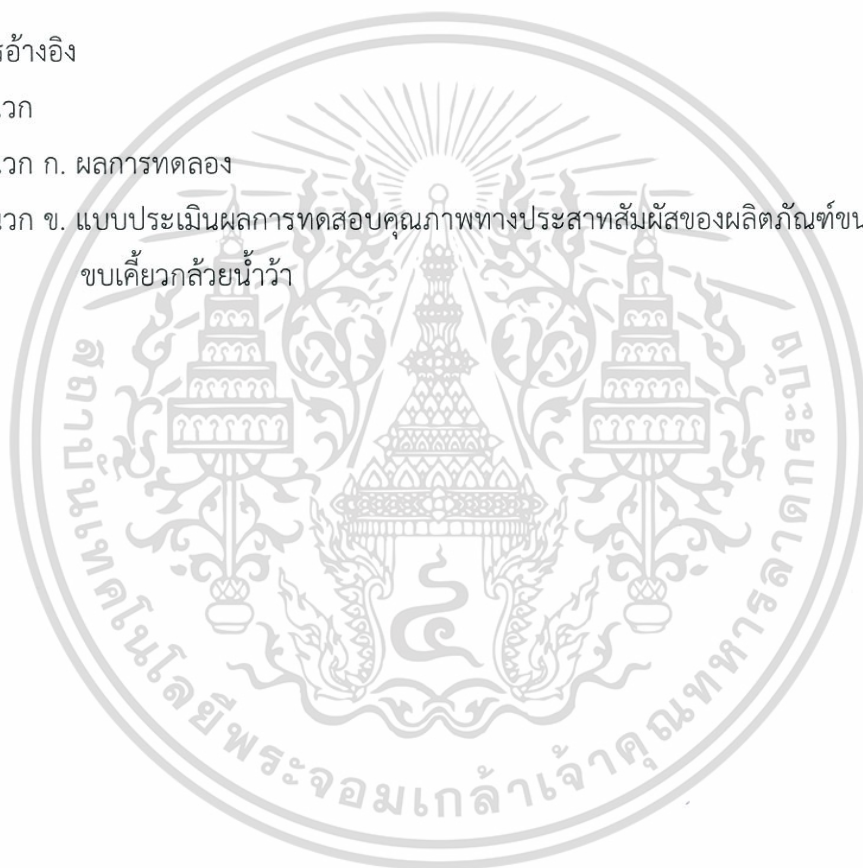 รอ้างอิง
นวก
นวก ก. ผลการทดลอง
นวก ข. แบบประเมินผลการทดสอบคุณภาพทางประสาทสัมผัสของผลิตภัณฑ์ขน
ขบเคี้ยวกล้วยน้ำว้า
สถาบันเทคโนโลยีพระจอมเกล้าเจ้าคุณทหารลาดกระบัง
๔